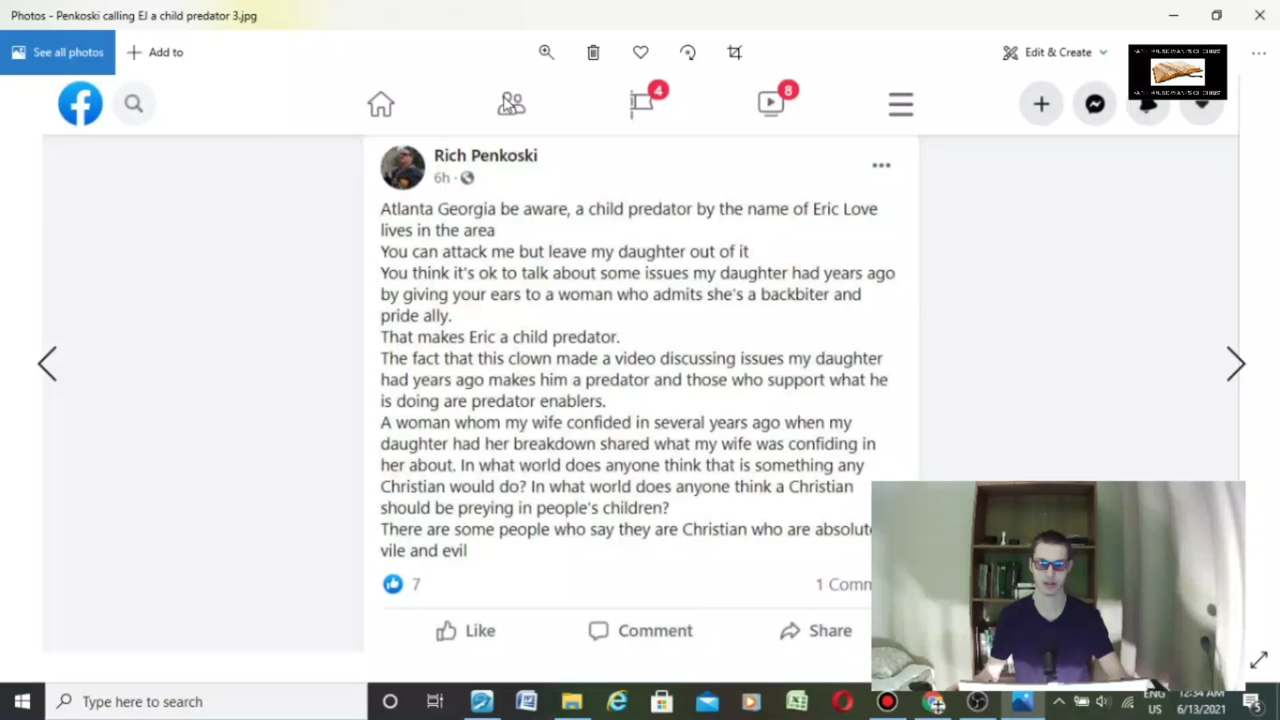 Photos - Penkoski calling EJ a child predator 3.jpg
See all photos
Add to
Edit & Create
4
8
Rich Penkoski
6h
Atlanta Georgia be aware, a child predator by the name of Eric Love
lives in the area
You can attack me but leave my daughter out of it
You think it's ok to talk about some issues my daughter had years ago
by giving your ears to a woman who admits she's a backbiter and
pride ally.
That makes Eric a child predator.
The fact that this clown made a video discussing issues my daughter
had years ago makes him a predator and those who support what he
is doing are predator enablers.
A woman whom my wife confided in several years ago when my
daughter had her breakdown shared what my wife was confiding in
her about. In what world does anyone think that is something any
Christian would do? In what world does anyone think a Christian
should be preying in people's children?
There are some people who say they are Christian who are absolut
vile and evil
7
1 Comm
Like
Comment
Share
Type here to search
ENG
US
12:34 AM
6/13/2021
5